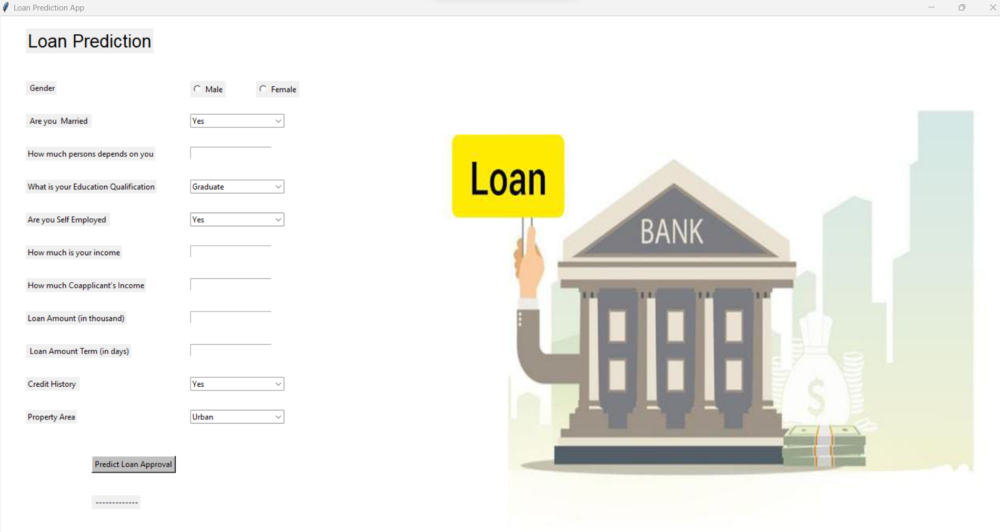 Loan Prediction App
Loan Prediction
Gender Male Female
Are you  Married Yes
How much persons depends on you
What is your Education Qualification Graduate
Are you Self Employed Yes
How much is your income
How much Coapplicant's Income
Loan Amount (in thousand)
Loan Amount Term (in days)
Credit History Yes
Property Area Urban
Predict Loan Approval
-------------
Loan
BANK
$